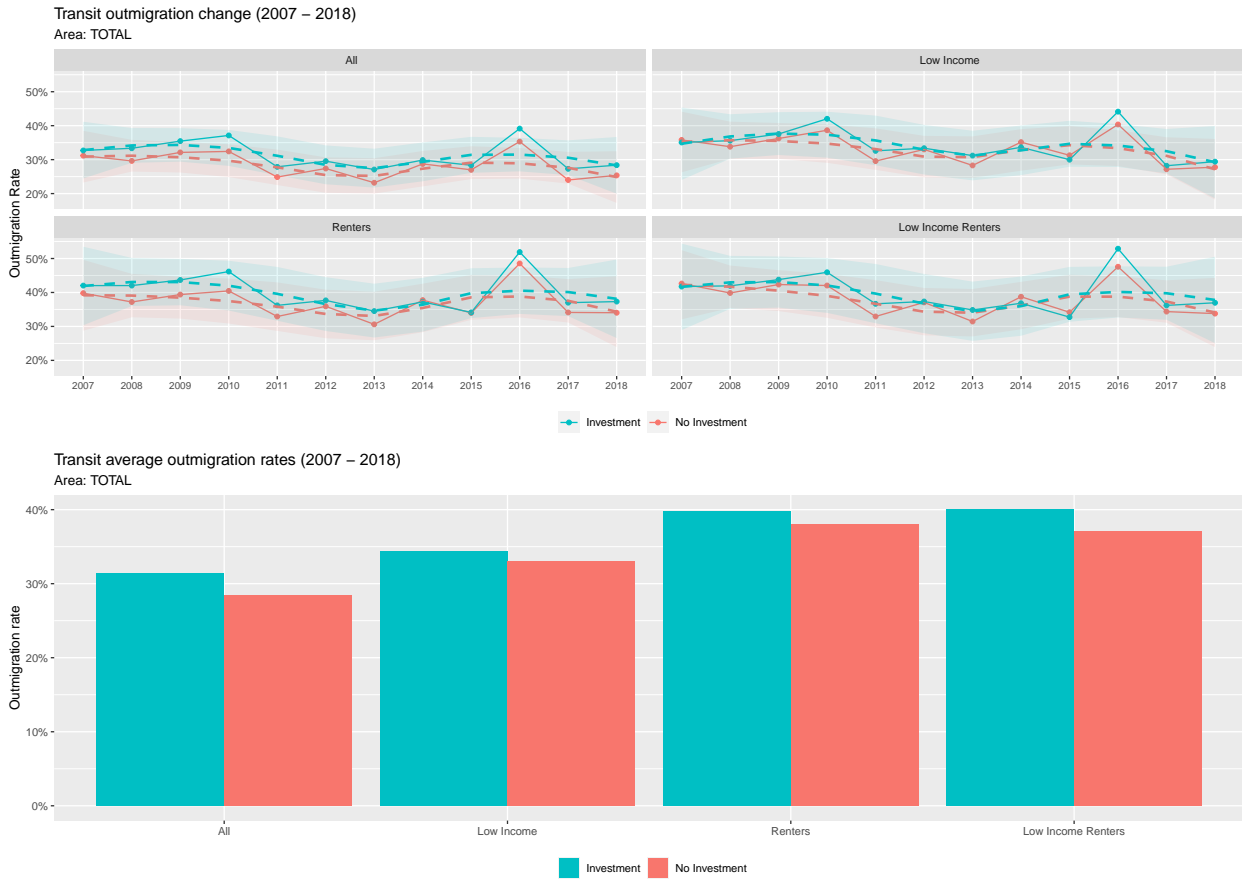 Transit outmigration change (2007 – 2018)
Area: TOTAL
All
Low Income
50%
40%
30%
20%
Renters
Low Income Renters
50%
40%
30%
20%
Outmigration Rate
2007 2008 2009 2010 2011 2012 2013 2014 2015 2016 2017 2018
2007 2008 2009 2010 2011 2012 2013 2014 2015 2016 2017 2018
Investment No Investment
Transit average outmigration rates (2007 – 2018)
Area: TOTAL
40%
30%
20%
10%
0%
Outmigration rate
All Low Income Renters Low Income Renters
Investment No Investment